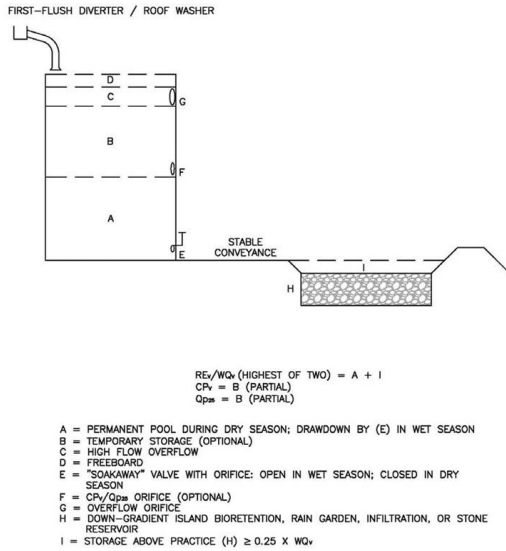 FIRST-FLUSH DIVERTER / ROOF WASHER
D
C
G
B
F
A
E
STABLE
CONVEYANCE
I
H
REv/WQv (HIGHEST OF TWO) = A + I
CPv = B (PARTIAL)
Qp25 = B (PARTIAL)
A = PERMANENT POOL DURING DRY SEASON; DRAWDOWN BY (E) IN WET SEASON
B = TEMPORARY STORAGE (OPTIONAL)
C = HIGH FLOW OVERFLOW
D = FREEBOARD
E = "SOAKAWAY" VALVE WITH ORIFICE: OPEN IN WET SEASON; CLOSED IN DRY
SEASON
F = CPv/Qp25 ORIFICE (OPTIONAL)
G = OVERFLOW ORIFICE
H = DOWN-GRADIENT ISLAND BIORETENTION, RAIN GARDEN, INFILTRATION, OR STONE
RESERVOIR
I = STORAGE ABOVE PRACTICE (H) ≥ 0.25 X WQv